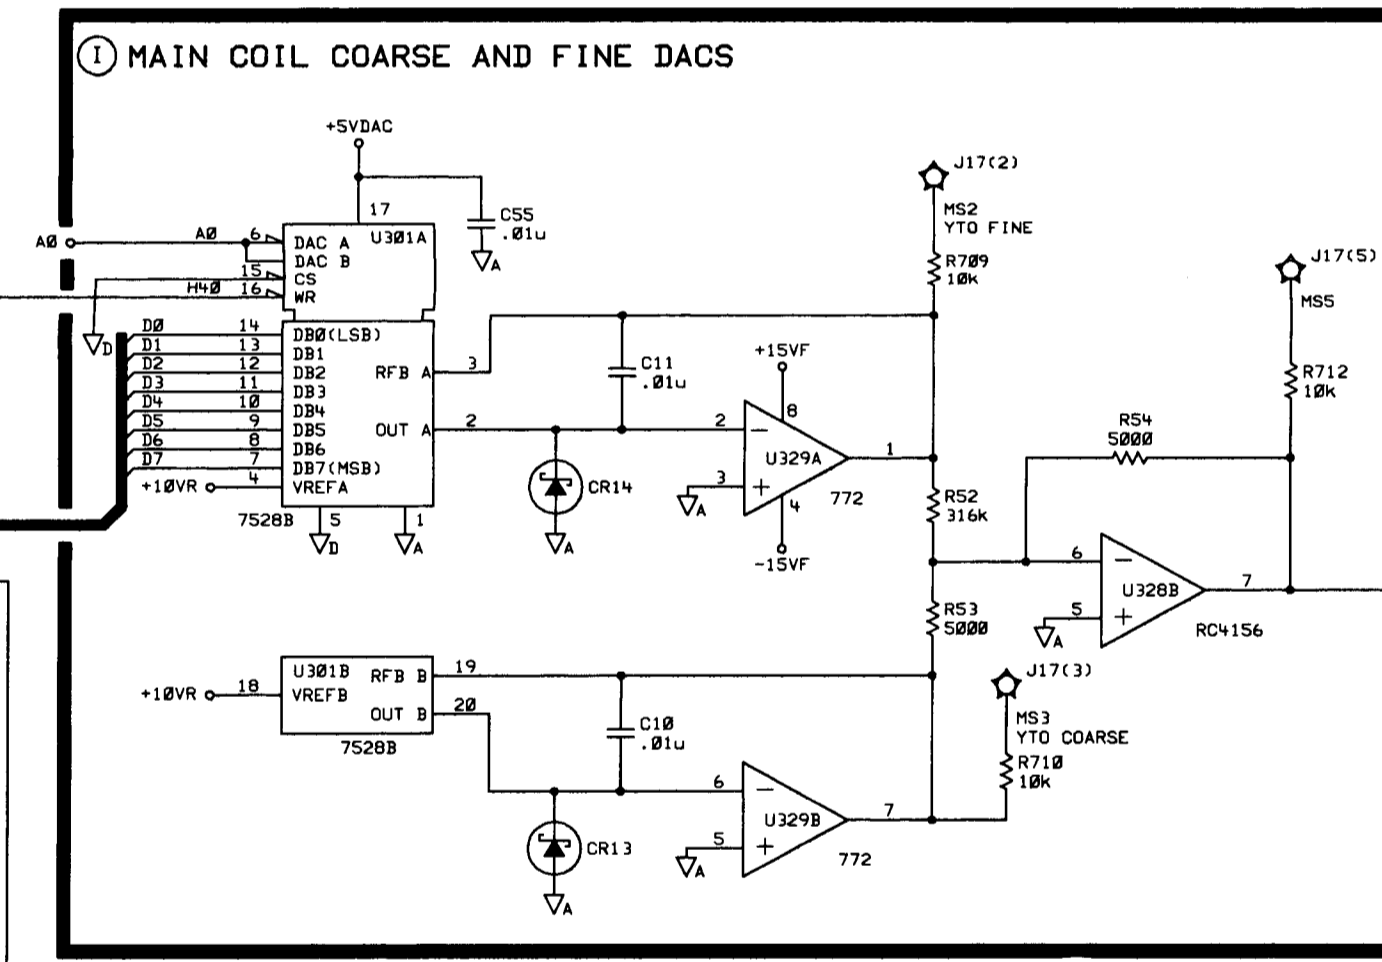 I MAIN COIL COARSE AND FINE DACS
+5VDAC
17
C55
.01u
A
A0
A0
6
DAC A
U301A
DAC B
15
CS
H40
16
WR
D
D0 14 DB0(LSB)
D1 13 DB1
D2 12 DB2
D3 11 DB3
D4 10 DB4
D5 9 DB5
D6 8 DB6
D7 7 DB7(MSB)
+10VR 4 VREFA
RFB A 3
OUT A 2
7528B
5
D
1
A
C11
.01u
CR14
A
+15VF
8
2
−
U329A
1
3
+
A
4
772
-15VF
J17(2)
MS2
YTO FINE
R709
10k
R52
316k
R53
5000
J17(5)
MS5
R712
10k
R54
5000
6
−
U328B
7
5
+
A
RC4156
U301B
RFB B 19
+10VR 18 VREFB
OUT B 20
7528B
C10
.01u
CR13
A
6
−
U329B
7
5
+
A
772
J17(3)
MS3
YTO COARSE
R710
10k